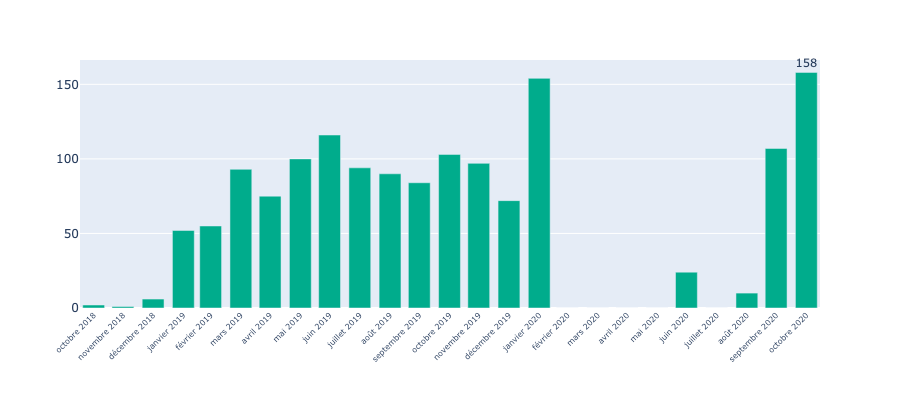 158
150
100
50
0
octobre 2018
novembre 2018
décembre 2018
janvier 2019
février 2019
mars 2019
avril 2019
mai 2019
juin 2019
juillet 2019
août 2019
septembre 2019
octobre 2019
novembre 2019
décembre 2019
janvier 2020
février 2020
mars 2020
avril 2020
mai 2020
juin 2020
juillet 2020
août 2020
septembre 2020
octobre 2020